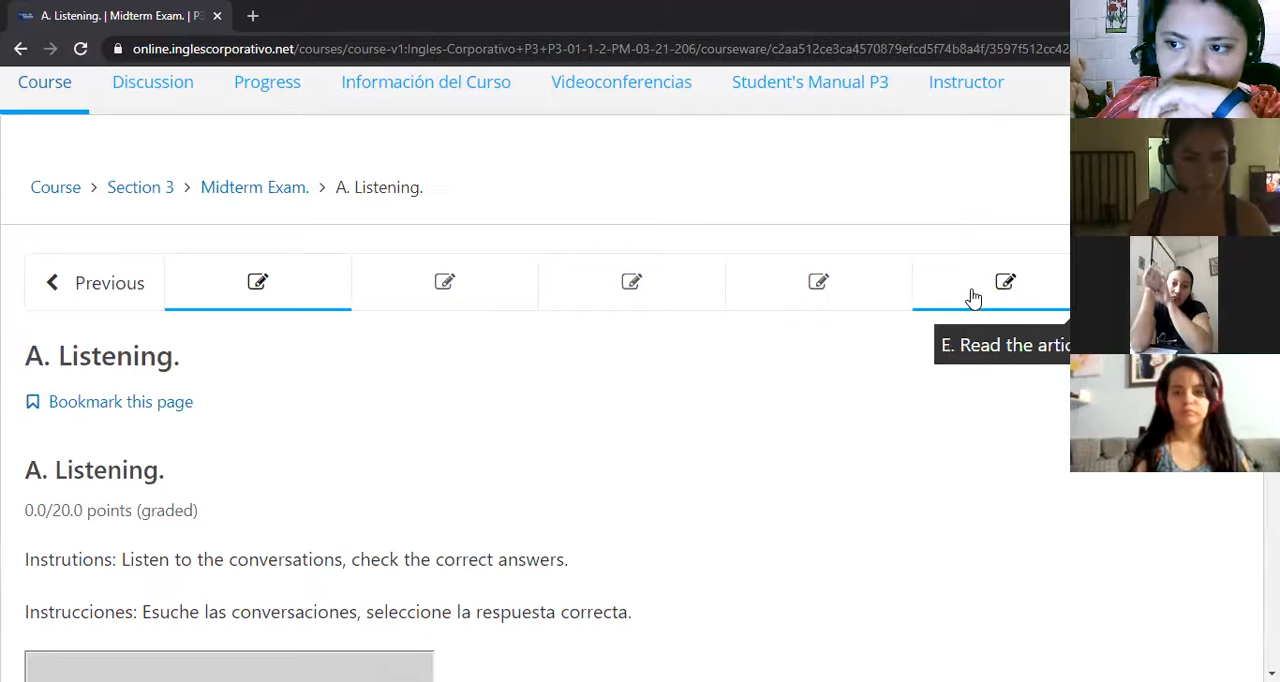 A. Listening. | Midterm Exam. | P3
online.inglescorporativo.net/courses/course-v1:Ingles-Corporativo+P3+P3-01-1-2-PM-03-21-206/courseware/c2aa512ce3ca4570879efcd5f74b8a4f/3597f512cc42
Course Discussion Progress Información del Curso Videoconferencias Student's Manual P3 Instructor
Course > Section 3 > Midterm Exam. > A. Listening.
Previous
E. Read the artic
A. Listening.
Bookmark this page
A. Listening.
0.0/20.0 points (graded)
Instrutions: Listen to the conversations, check the correct answers.
Instrucciones: Esuche las conversaciones, seleccione la respuesta correcta.